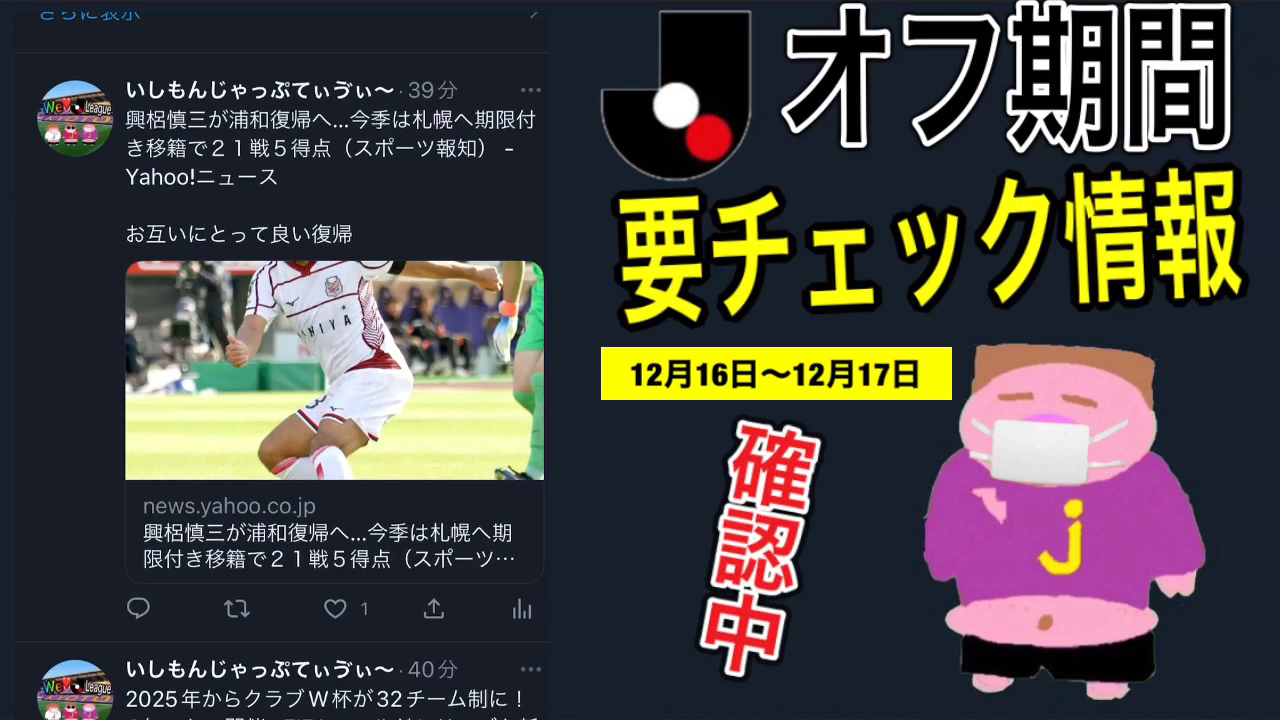 さらに表示
いしもんじゃっぷてぃゔぃ〜 · 39分
興梠慎三が浦和復帰へ…今季は札幌へ期限付
き移籍で２１戦５得点（スポーツ報知） -
Yahoo!ニュース
お互いにとって良い復帰
news.yahoo.co.jp
興梠慎三が浦和復帰へ…今季は札幌へ期
限付き移籍で２１戦５得点（スポーツ…
1
いしもんじゃっぷてぃゔぃ〜 · 40分
2025年からクラブW杯が32チーム制に！
オフ期間
要チェック情報
12月16日〜12月17日
確認中
j